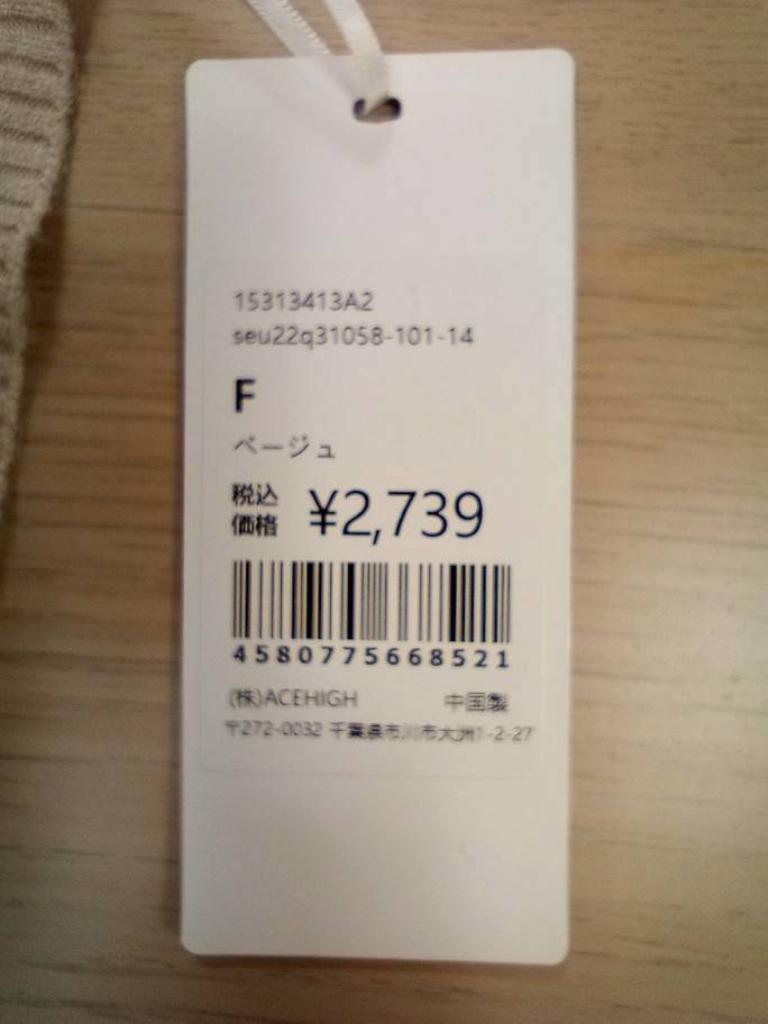 15313413A2
seu22q31058-101-14
F
ベージュ
税込
価格 ¥2,739
4580775668521
(株)ACEHIGH 中国製
〒272-0032 千葉県市川市大洲1-2-27